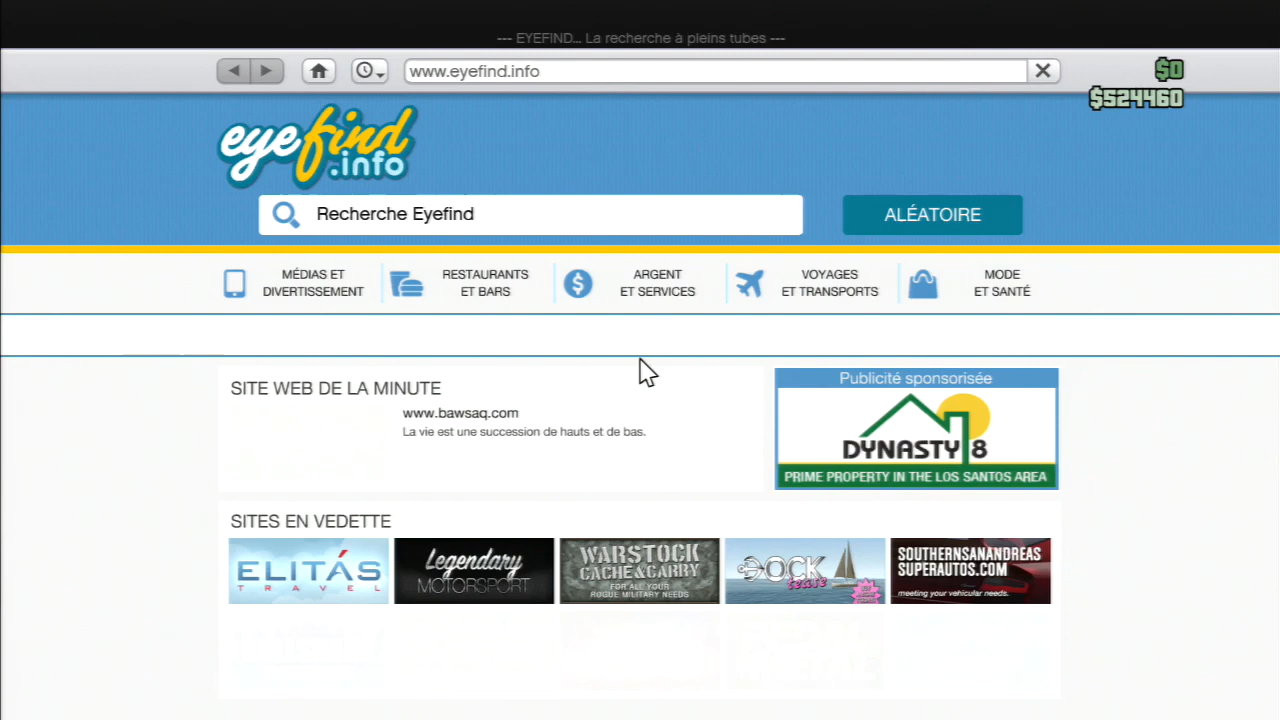 --- EYEFIND... La recherche à pleins tubes ---
www.eyefind.info
$0
$524460
eyefind
.info
Recherche Eyefind
ALÉATOIRE
MÉDIAS ET
DIVERTISSEMENT
RESTAURANTS
ET BARS
ARGENT
ET SERVICES
VOYAGES
ET TRANSPORTS
MODE
ET SANTÉ
SITE WEB DE LA MINUTE
www.bawsaq.com
La vie est une succession de hauts et de bas.
Publicité sponsorisée
DYNASTY 8
PRIME PROPERTY IN THE LOS SANTOS AREA
SITES EN VEDETTE
ELITÁS
TRAVEL
Legendary
MOTORSPORT
WARSTOCK
CACHE & CARRY
FOR ALL YOUR
ROGUE MILITARY NEEDS
DOCK
tease
SOUTHERNSANANDREAS
SUPERAUTOS.COM
meeting your vehicular needs.